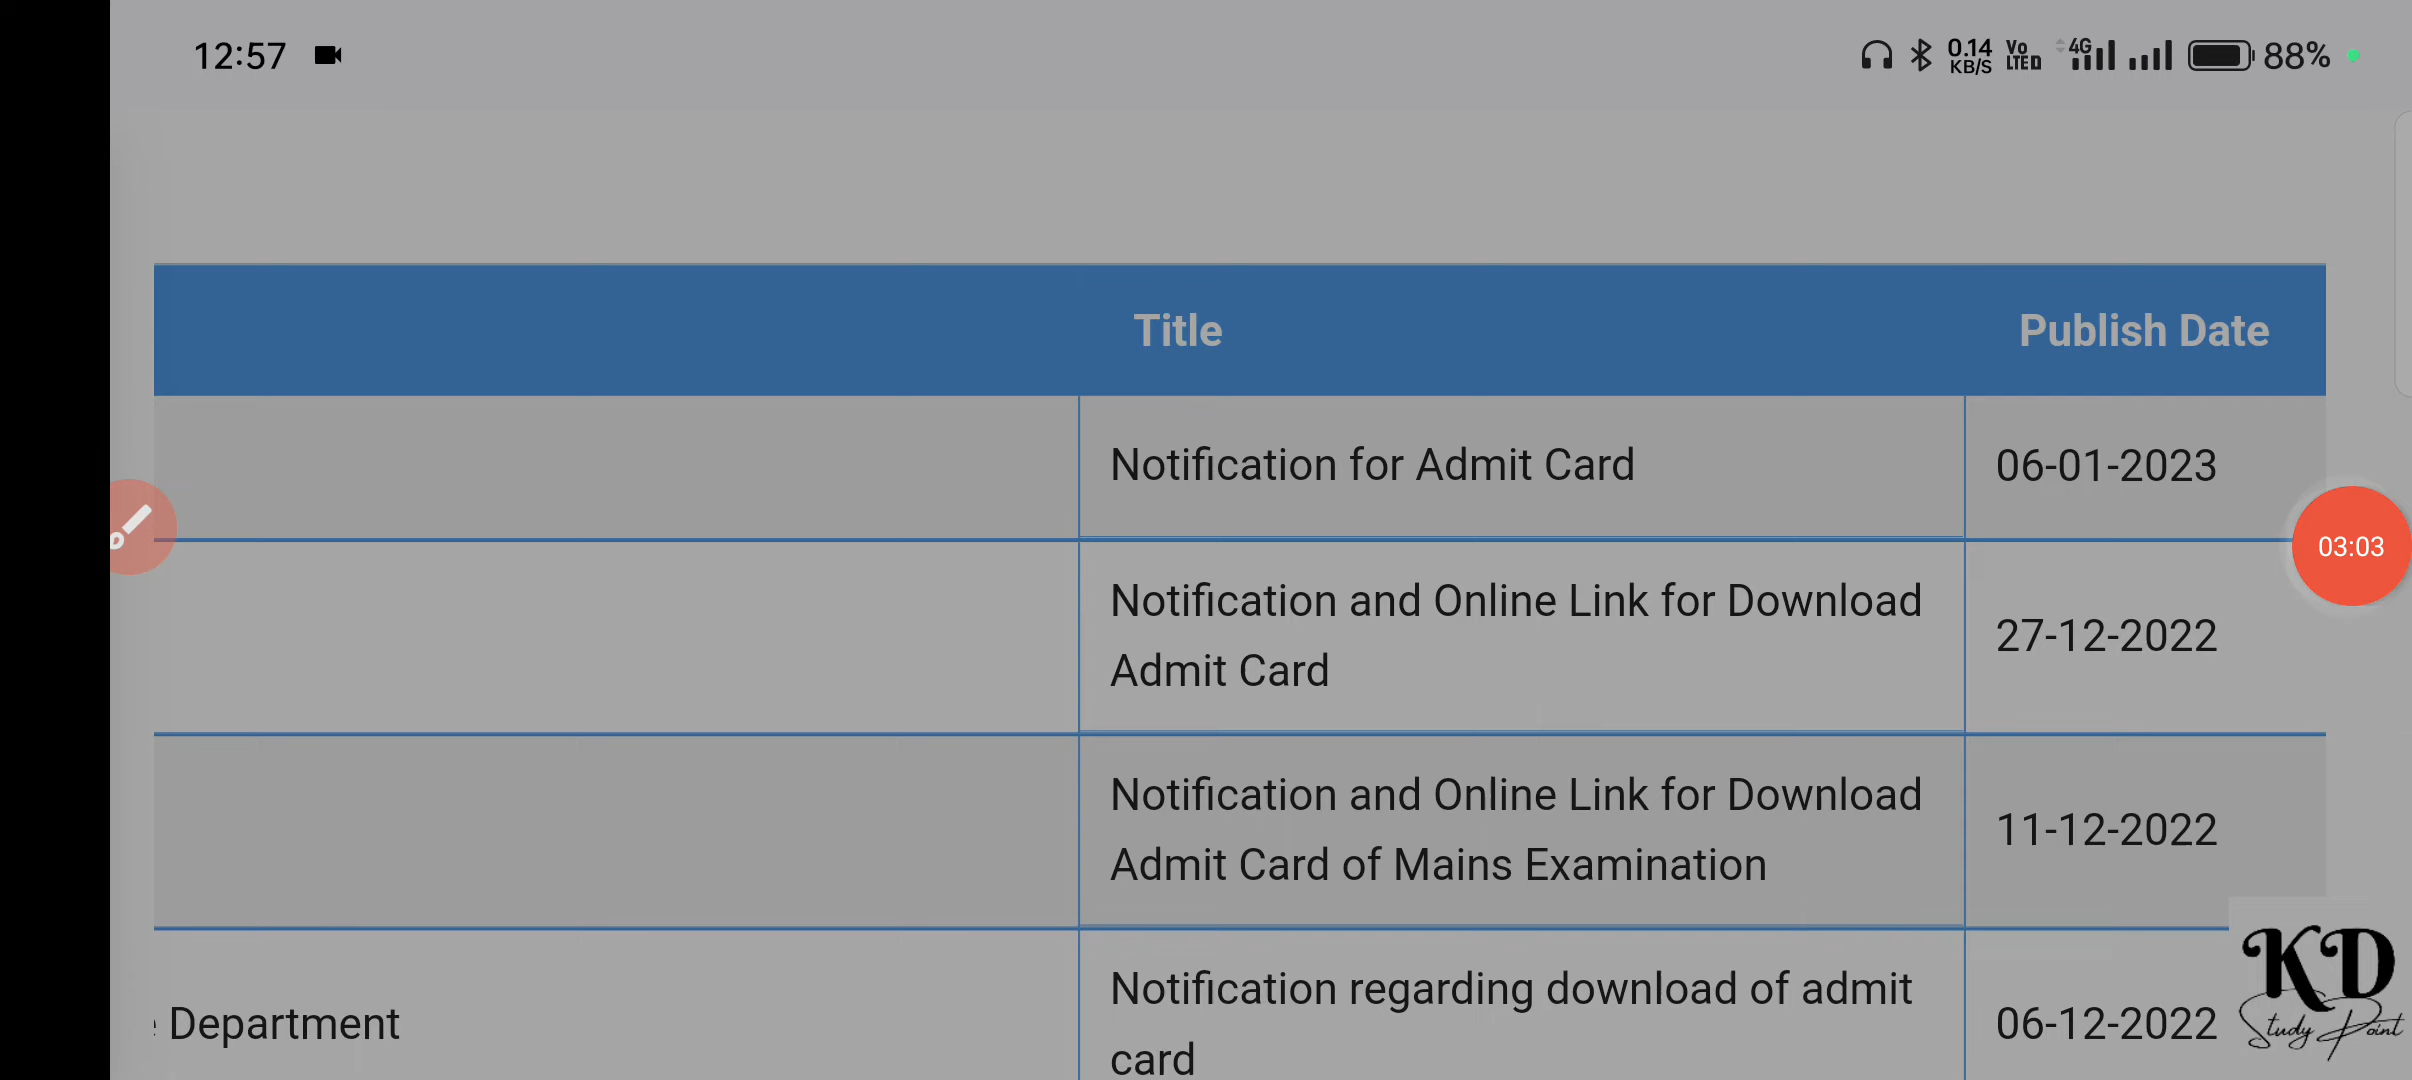 12:57 0.14 KB/S Vo LTE 4G 88%
Title Publish Date
Notification for Admit Card 06-01-2023
03:03
Notification and Online Link for Download
Admit Card
27-12-2022
Notification and Online Link for Download
Admit Card of Mains Examination
11-12-2022
Department
Notification regarding download of admit
card
06-12-2022
KD
Study Point